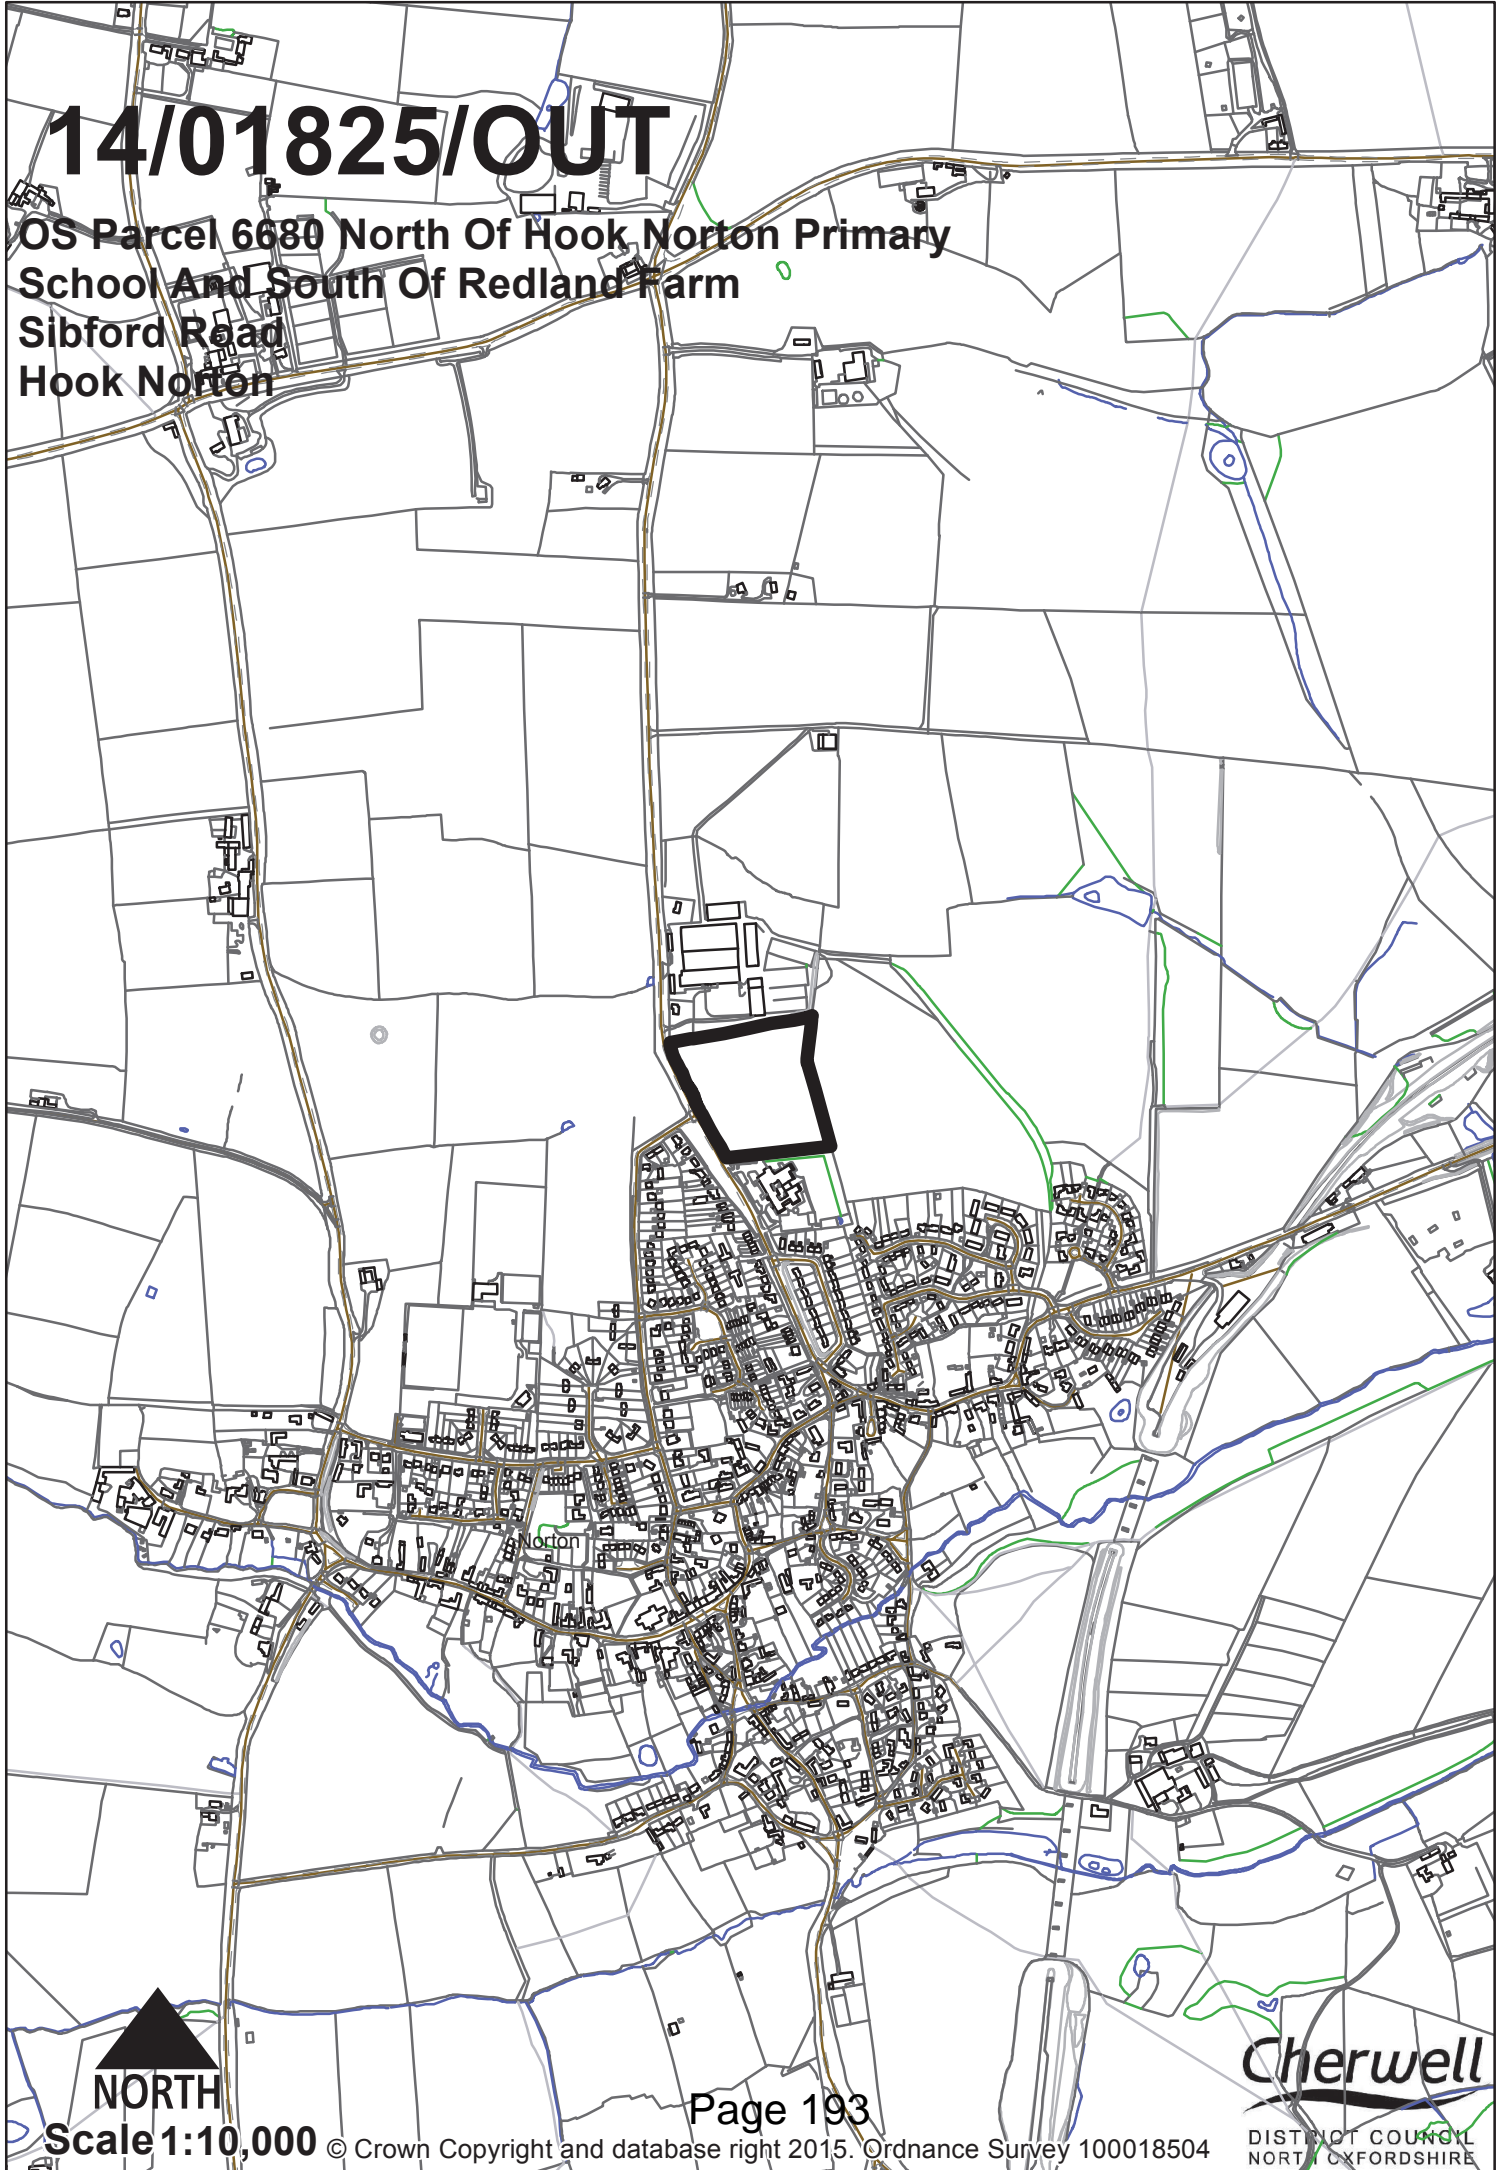 14/01825/OUT
OS Parcel 6680 North Of Hook Norton Primary
School And South Of Redland Farm
Sibford Road
Hook Norton
Norton
NORTH
Scale 1:10,000
© Crown Copyright and database right 2015. Ordnance Survey 100018504
Page 193
Cherwell
DISTRICT COUNCIL
NORTH OXFORDSHIRE